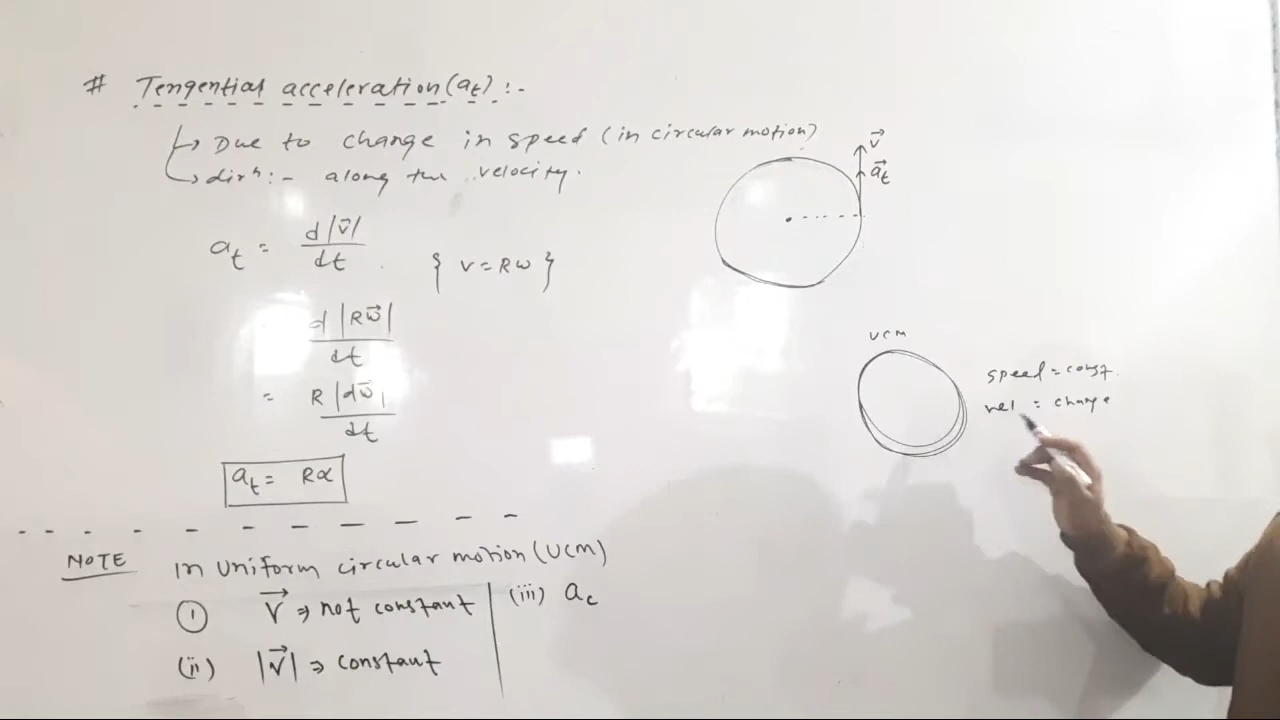 # Tengential acceleration (at) :-
↳ Due to change in speed (in circular motion)
↳ dirⁿ :- along the velocity.
at = d|v⃗|/dt { v = Rω }
d|Rω⃗|/dt
= R|dω⃗|/dt
at = Rα
v⃗
a⃗t
UCM
speed = const.
vel = change
NOTE In Uniform circular motion (UCM)
① V⃗ ⇒ not constant
(ii) |V⃗| ⇒ constant
(iii) ac